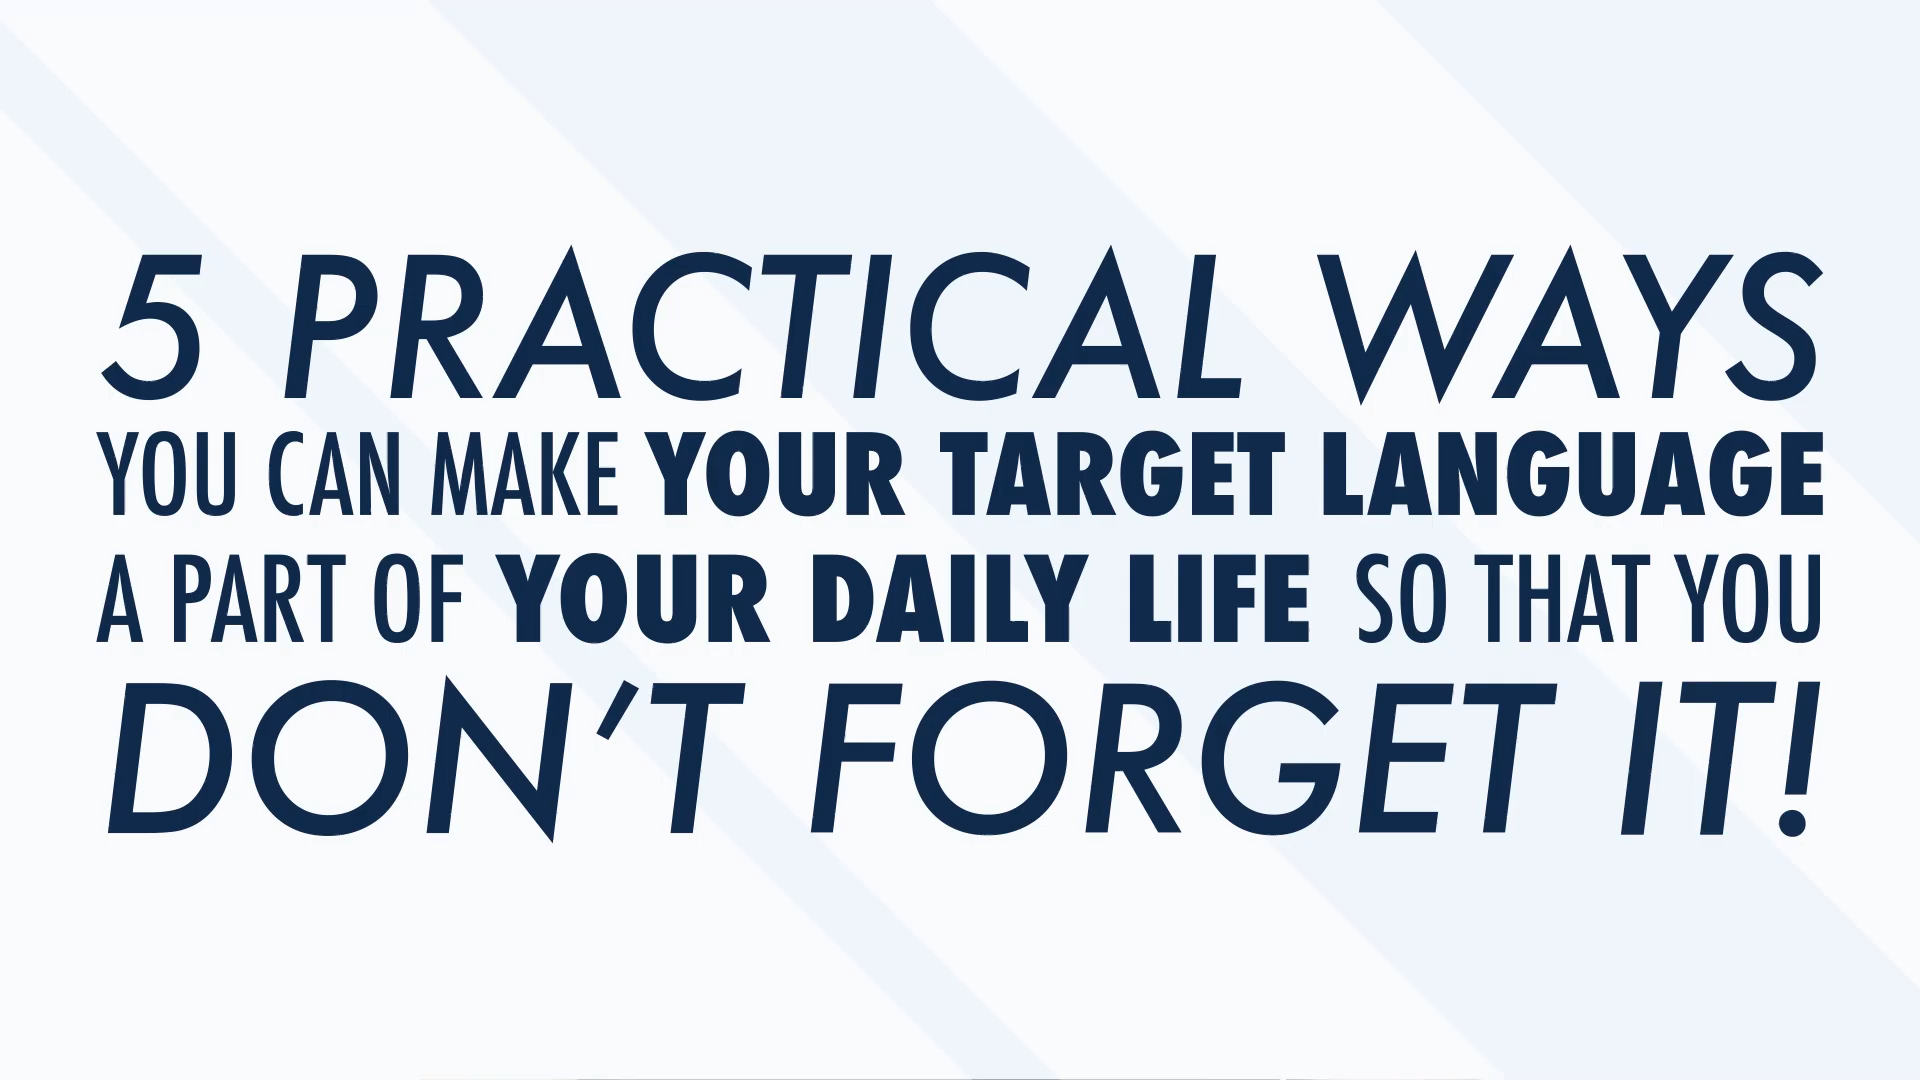 5 PRACTICAL WAYS
YOU CAN MAKE YOUR TARGET LANGUAGE
A PART OF YOUR DAILY LIFE SO THAT YOU
DON'T FORGET IT!